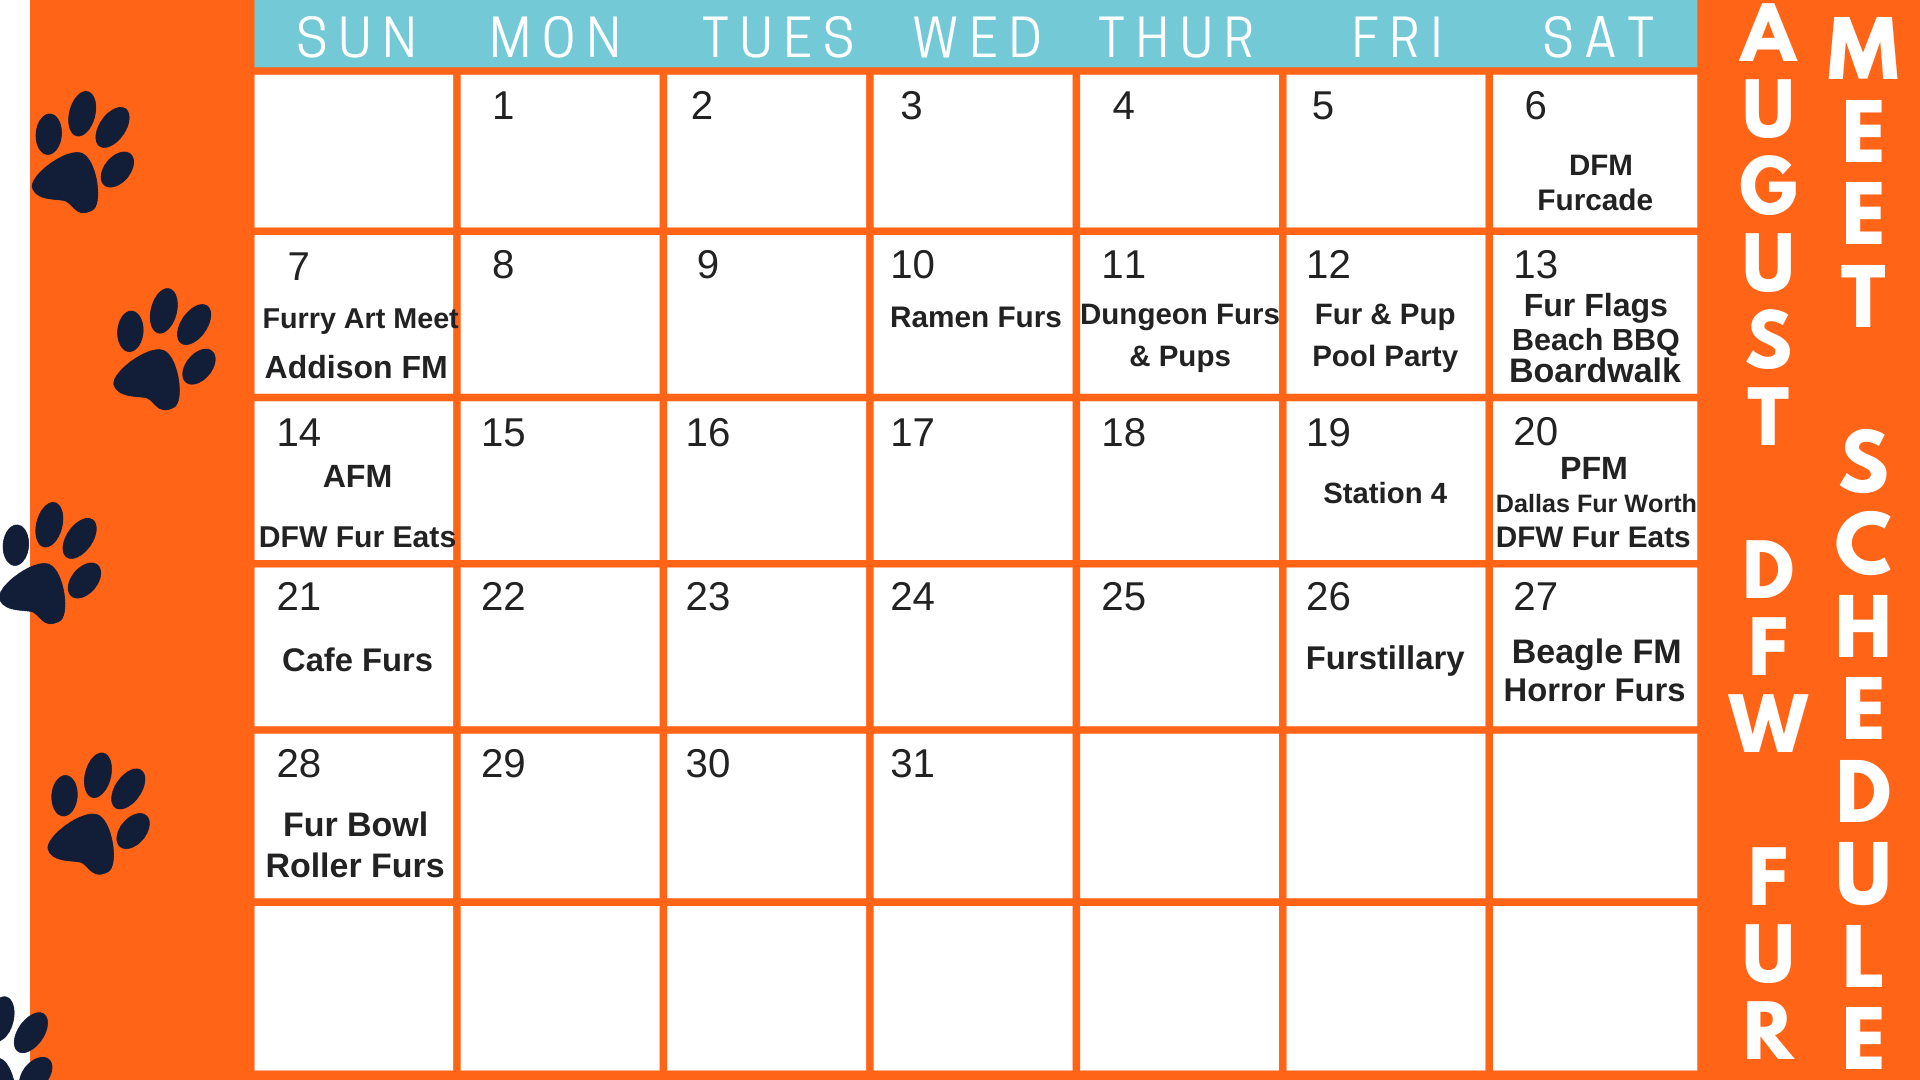 SUN MON TUES WED THUR FRI SAT
1 2 3 4 5 6
DFM
Furcade
7 8 9 10 11 12 13
Furry Art Meet
Addison FM
Ramen Furs
Dungeon Furs
& Pups
Fur & Pup
Pool Party
Fur Flags
Beach BBQ
Boardwalk
14 15 16 17 18 19 20
AFM
DFW Fur Eats
Station 4
PFM
Dallas Fur Worth
DFW Fur Eats
21 22 23 24 25 26 27
Cafe Furs
Furstillary
Beagle FM
Horror Furs
28 29 30 31
Fur Bowl
Roller Furs
AUGUST DFW FUR
MEET SCHEDULE